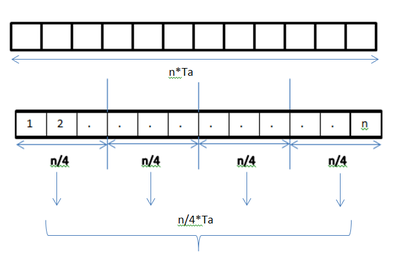 n*Ta
1 2 . . . . . . . . . n
n/4 n/4 n/4 n/4
n/4*Ta